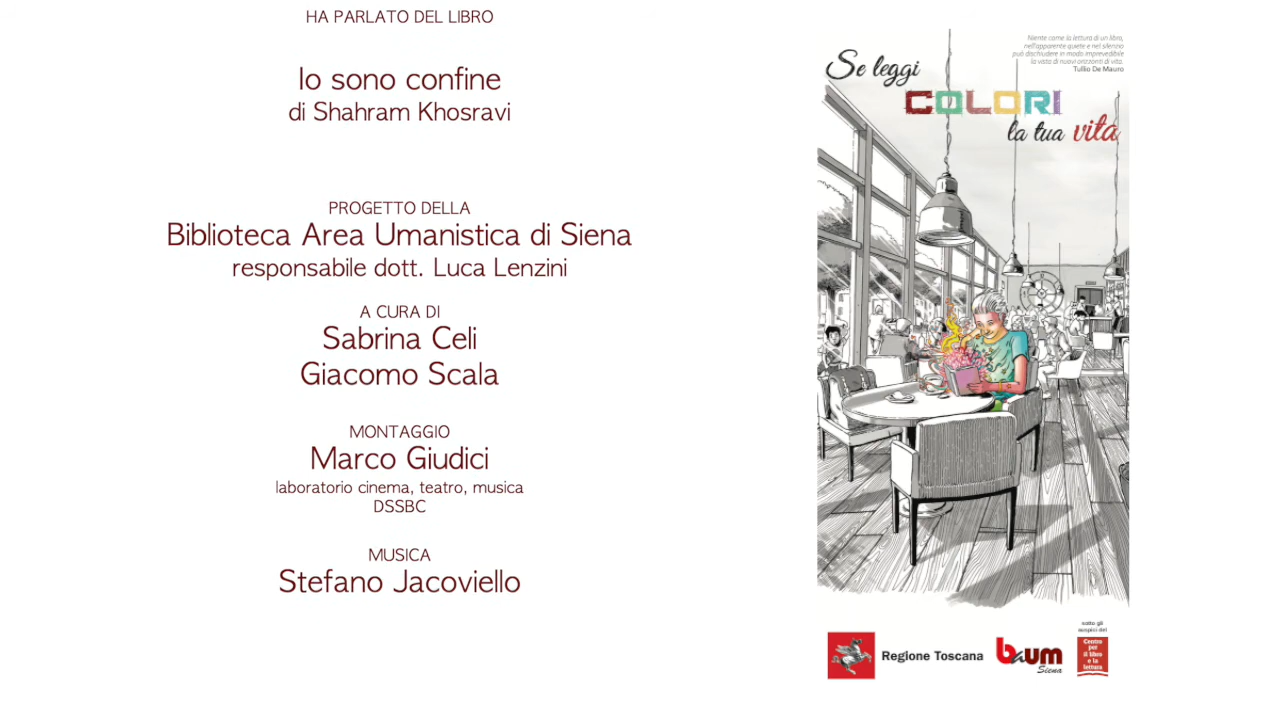 HA PARLATO DEL LIBRO
Io sono confine
di Shahram Khosravi
PROGETTO DELLA
Biblioteca Area Umanistica di Siena
responsabile dott. Luca Lenzini
A CURA DI
Sabrina Celi
Giacomo Scala
MONTAGGIO
Marco Giudici
laboratorio cinema, teatro, musica
DSSBC
MUSICA
Stefano Jacoviello
Niente come la lettura di un libro,
nell'apparente quiete e nel silenzio
può dischiudere in modo imprevedibile
la vista di nuovi orizzonti di vita.
Tullio De Mauro
Se leggi
COLORI
la tua vita
Regione Toscana
baum
Siena
sotto gli
auspici del
Centro
per
il libro
e la
lettura